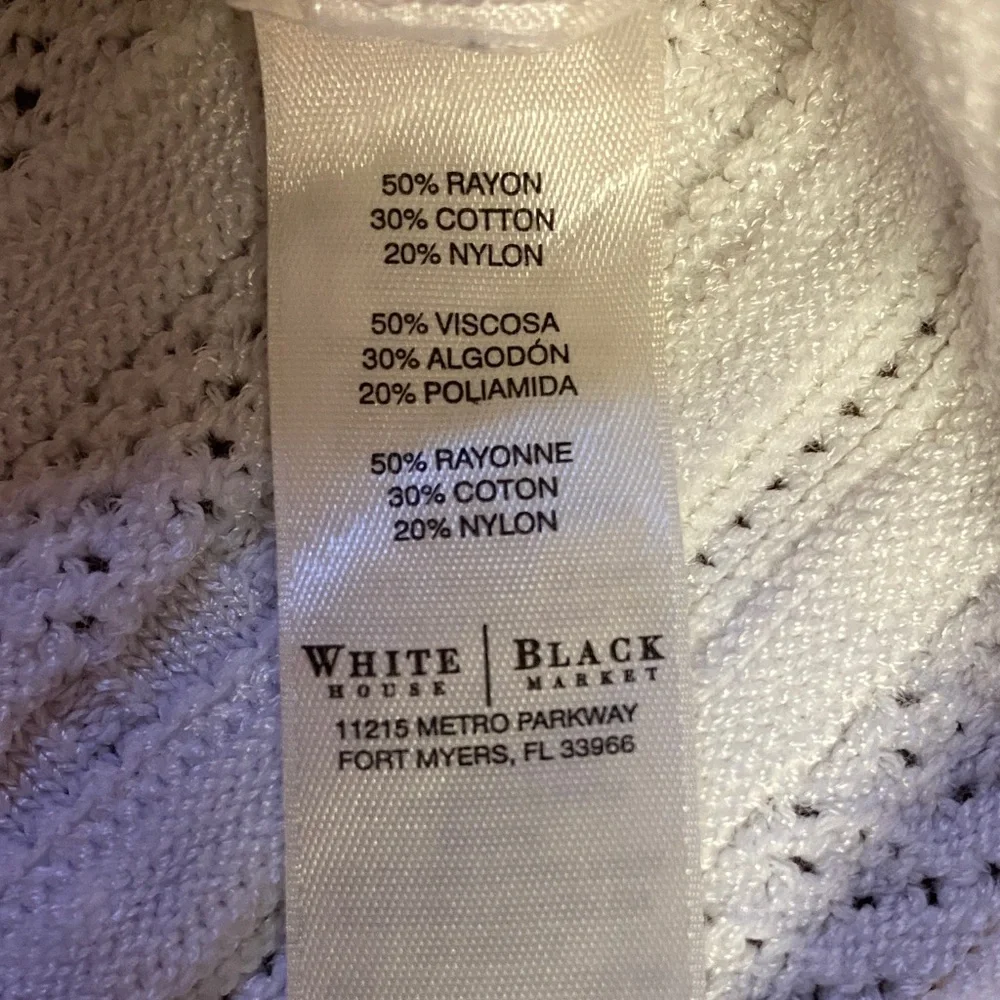 50% RAYON
30% COTTON
20% NYLON
50% VISCOSA
30% ALGODÓN
20% POLIAMIDA
50% RAYONNE
30% COTON
20% NYLON
WHITE HOUSE | BLACK MARKET
11215 METRO PARKWAY
FORT MYERS, FL 33966